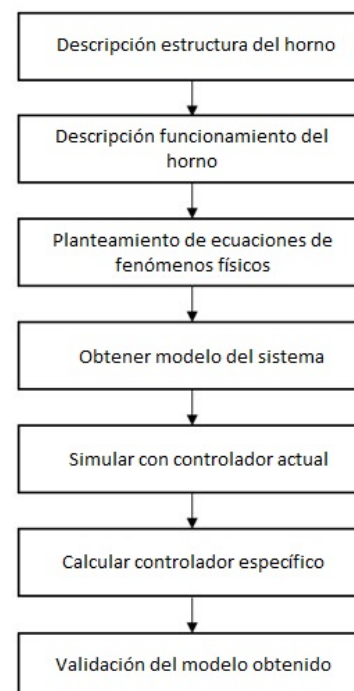 Descripción estructura del horno
Descripción funcionamiento del
horno
Planteamiento de ecuaciones de
fenómenos físicos
Obtener modelo del sistema
Simular con controlador actual
Calcular controlador específico
Validación del modelo obtenido